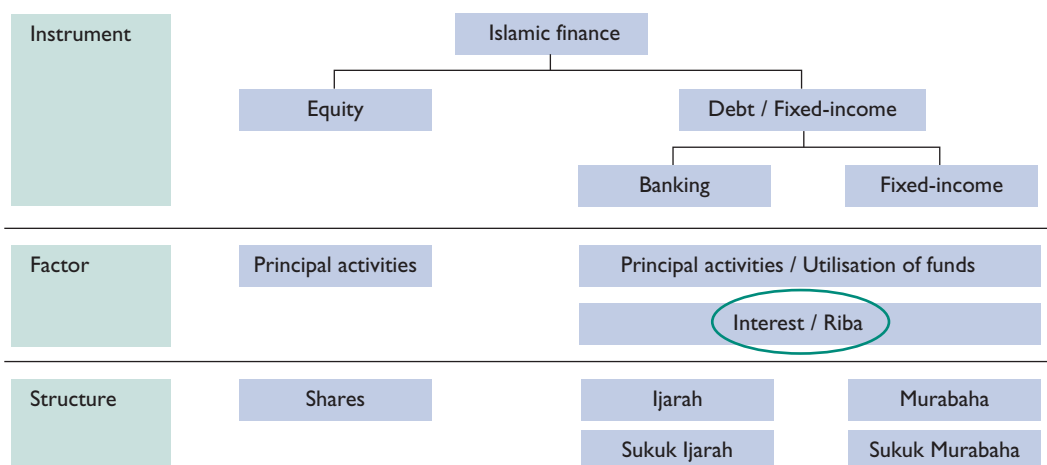 Instrument
Islamic finance
Equity
Debt / Fixed-income
Banking
Fixed-income
Factor
Principal activities
Principal activities / Utilisation of funds
Interest / Riba
Structure
Shares
Ijarah
Murabaha
Sukuk Ijarah
Sukuk Murabaha